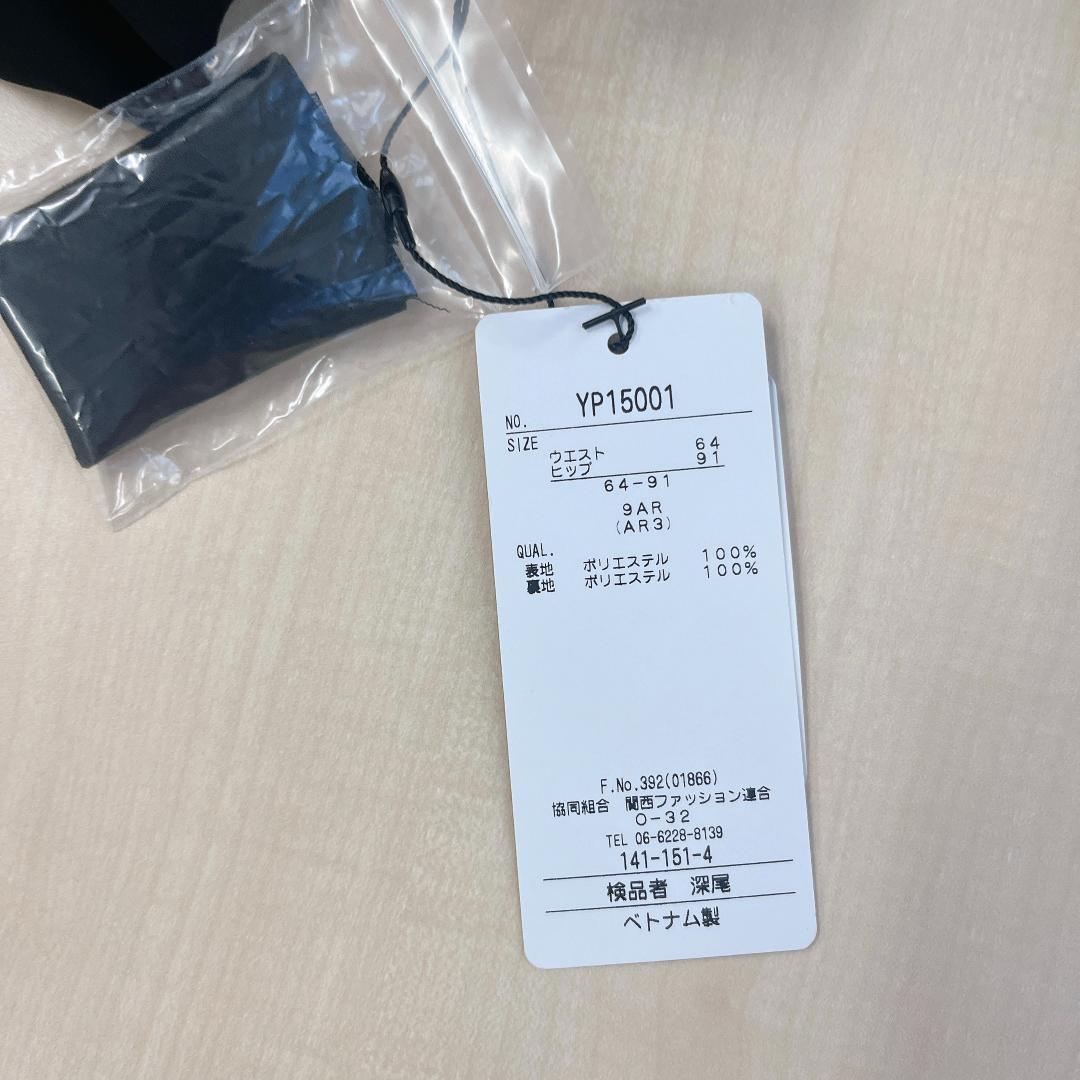 NO. YP15001
SIZE
ウエスト 64
ヒップ 91
64-91
9AR
(AR3)
QUAL.
表地 ポリエステル 100%
裏地 ポリエステル 100%
F.No.392(01866)
協同組合 関西ファッション連合
O-32
TEL 06-6228-8139
141-151-4
検品者 深尾
ベトナム製